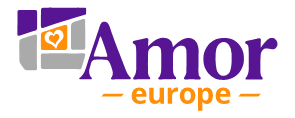 Amor
– europe –